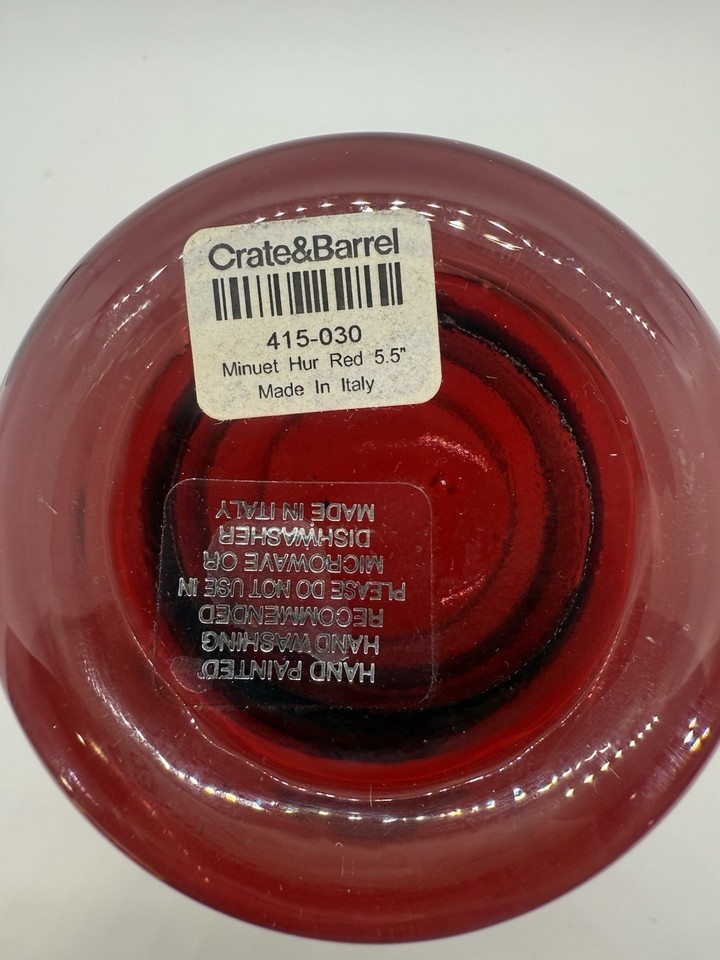 Crate&Barrel
415-030
Minuet Hur Red 5.5"
Made In Italy
HAND PAINTED
HAND WASHING
RECOMMENDED
PLEASE DO NOT USE IN
MICROWAVE OR
DISHWASHER
MADE IN ITALY